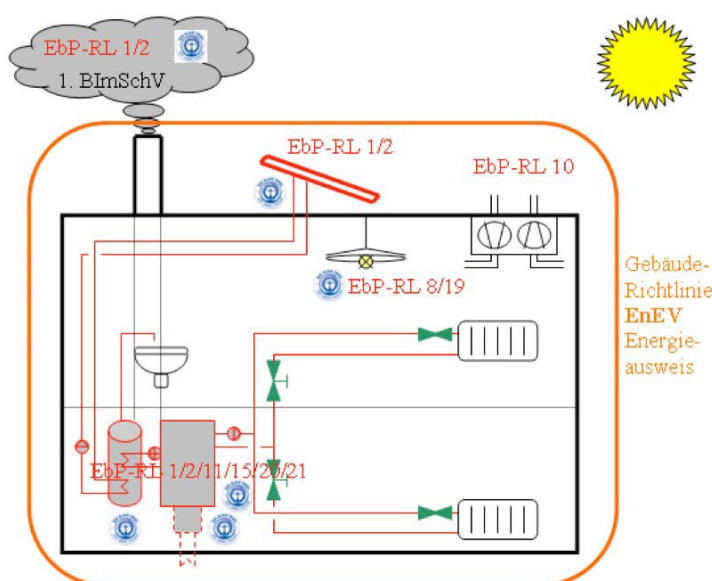 EbP-RL 1/2
1. BImSchV
EbP-RL 1/2
EbP-RL 10
EbP-RL 8/19
Gebäude-
Richtlinie
EnEV
Energie-
ausweis
EbP-RL 1/2/11/15/20/21